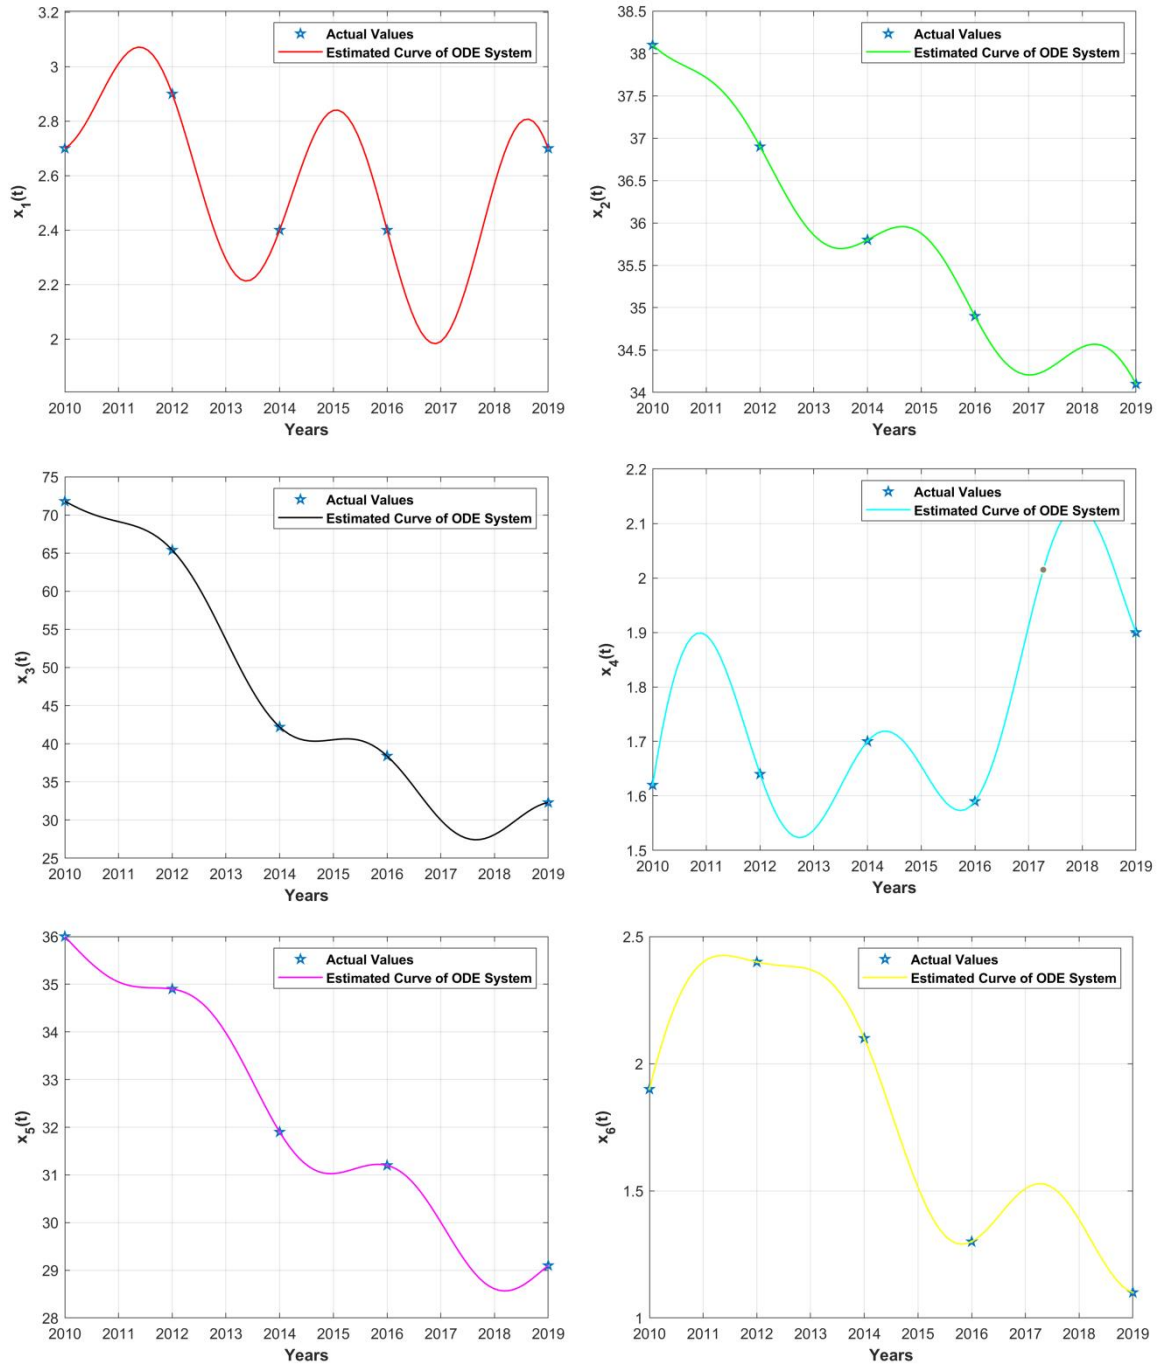 3.2
3
2.8
2.6
2.4
2.2
2
x1(t)
Actual Values
Estimated Curve of ODE System
2010 2011 2012 2013 2014 2015 2016 2017 2018 2019
Years
38.5
38
37.5
37
36.5
36
35.5
35
34.5
34
x2(t)
Actual Values
Estimated Curve of ODE System
2010 2011 2012 2013 2014 2015 2016 2017 2018 2019
Years
75
70
65
60
55
50
45
40
35
30
25
x3(t)
Actual Values
Estimated Curve of ODE System
2010 2011 2012 2013 2014 2015 2016 2017 2018 2019
Years
2.2
2.1
2
1.9
1.8
1.7
1.6
1.5
x4(t)
Actual Values
Estimated Curve of ODE System
2010 2011 2012 2013 2014 2015 2016 2017 2018 2019
Years
36
35
34
33
32
31
30
29
28
x5(t)
Actual Values
Estimated Curve of ODE System
2010 2011 2012 2013 2014 2015 2016 2017 2018 2019
Years
2.5
2
1.5
1
x6(t)
Actual Values
Estimated Curve of ODE System
2010 2011 2012 2013 2014 2015 2016 2017 2018 2019
Years